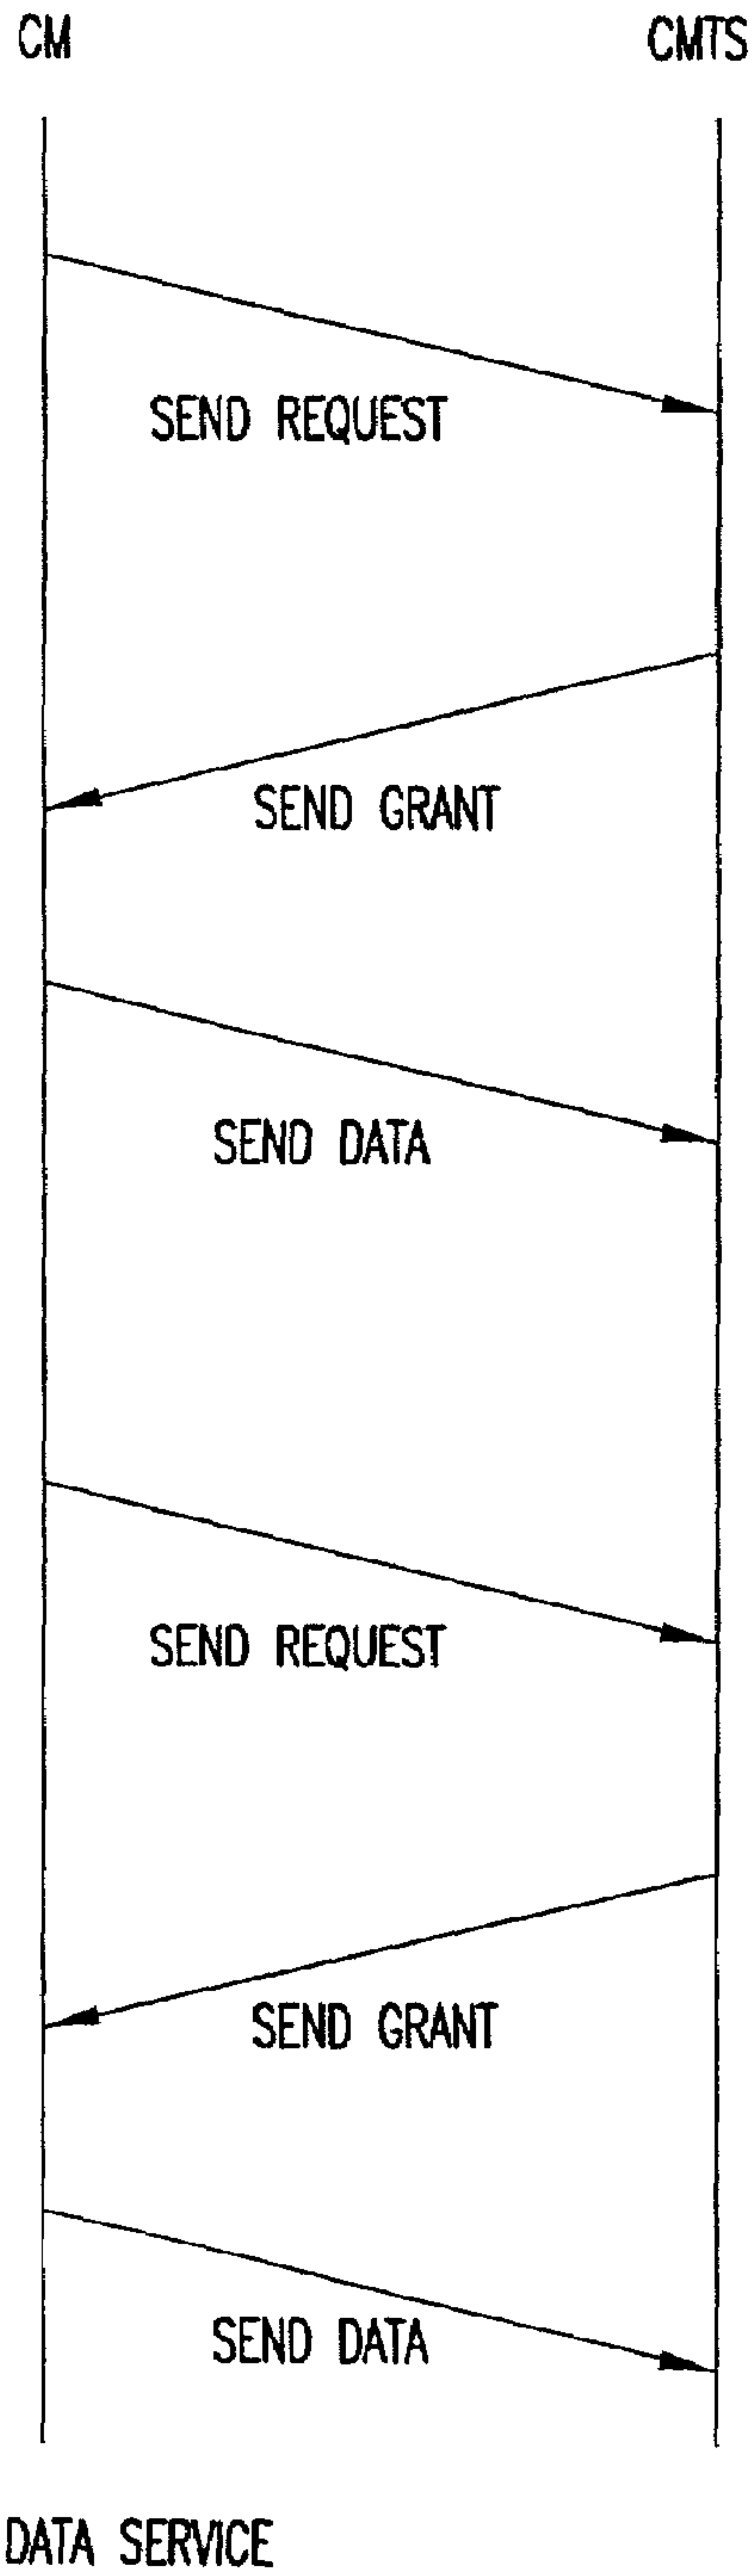 CM CMTS
SEND REQUEST
SEND GRANT
SEND DATA
SEND REQUEST
SEND GRANT
SEND DATA
DATA SERVICE